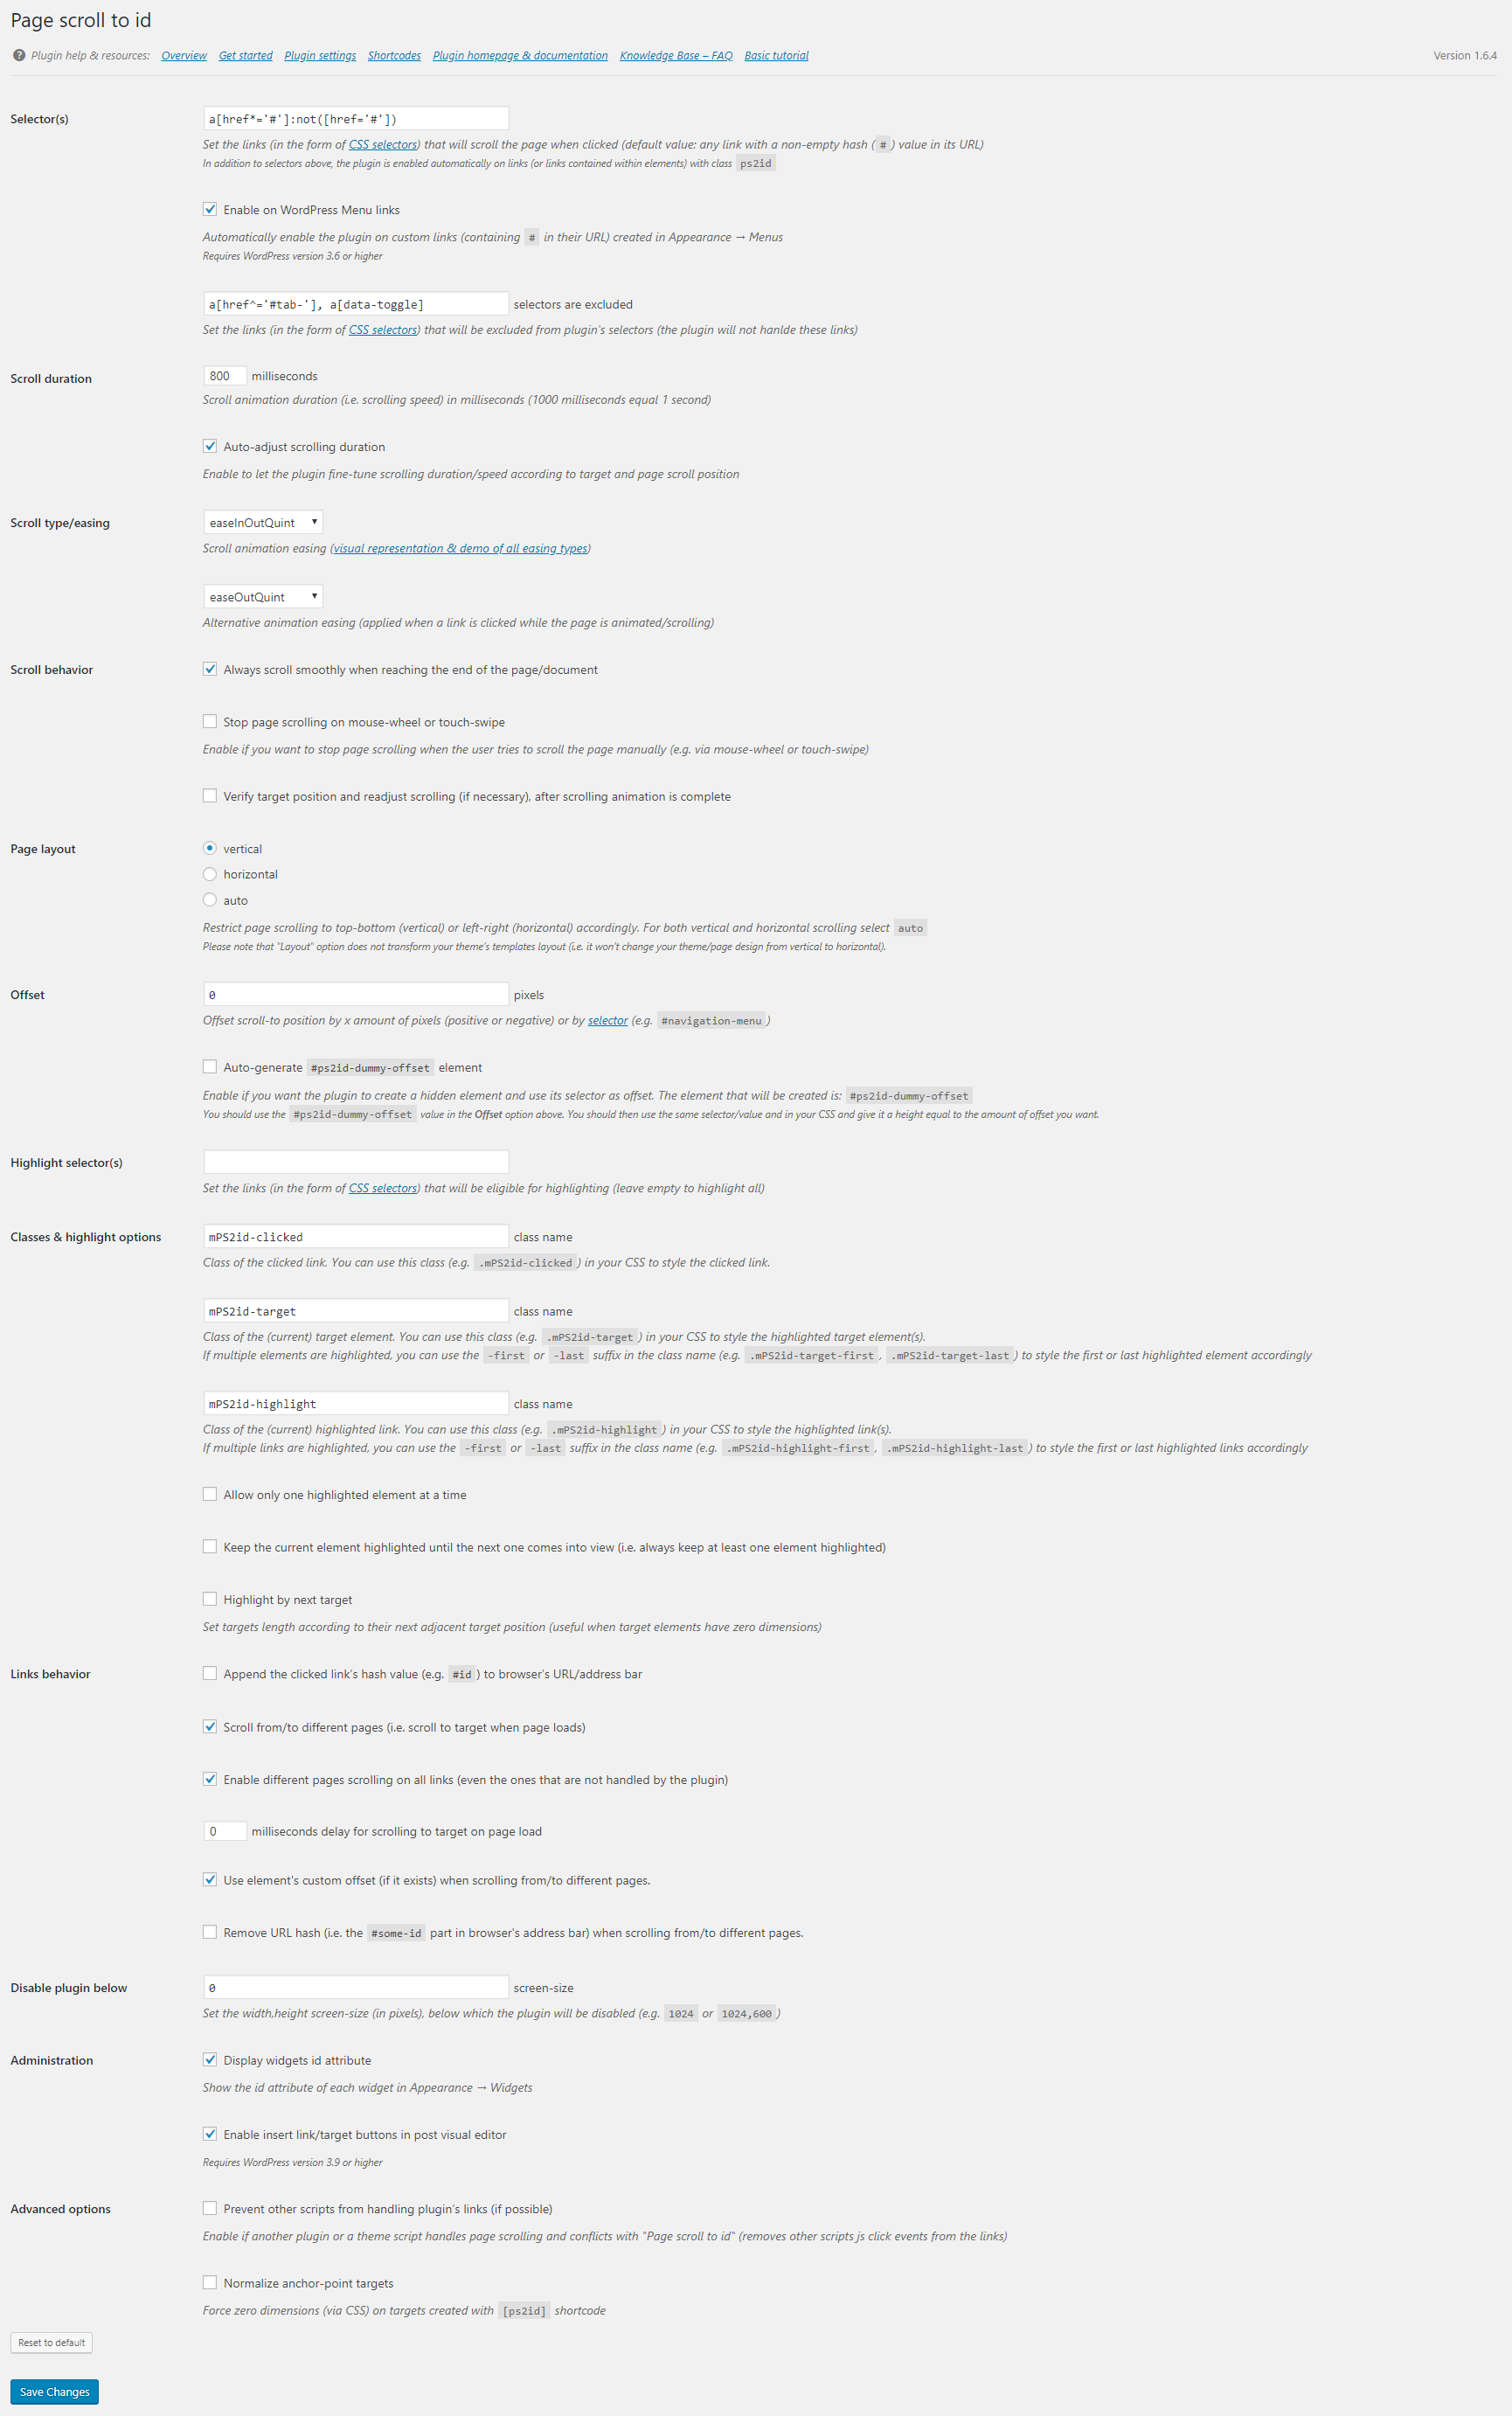 Page scroll to id
Plugin help & resources: Overview Get started Plugin settings Shortcodes Plugin homepage & documentation Knowledge Base – FAQ Basic tutorial Version 1.6.4
Selector(s) a[href*='#']:not([href='#'])
Set the links (in the form of CSS selectors) that will scroll the page when clicked (default value: any link with a non-empty hash ( # ) value in its URL)
In addition to selectors above, the plugin is enabled automatically on links (or links contained within elements) with class ps2id
Enable on WordPress Menu links
Automatically enable the plugin on custom links (containing # in their URL) created in Appearance → Menus
Requires WordPress version 3.6 or higher
a[href^='#tab-'], a[data-toggle] selectors are excluded
Set the links (in the form of CSS selectors) that will be excluded from plugin's selectors (the plugin will not hanlde these links)
Scroll duration 800 milliseconds
Scroll animation duration (i.e. scrolling speed) in milliseconds (1000 milliseconds equal 1 second)
Auto-adjust scrolling duration
Enable to let the plugin fine-tune scrolling duration/speed according to target and page scroll position
Scroll type/easing easeInOutQuint
Scroll animation easing (visual representation & demo of all easing types)
easeOutQuint
Alternative animation easing (applied when a link is clicked while the page is animated/scrolling)
Scroll behavior Always scroll smoothly when reaching the end of the page/document
Stop page scrolling on mouse-wheel or touch-swipe
Enable if you want to stop page scrolling when the user tries to scroll the page manually (e.g. via mouse-wheel or touch-swipe)
Verify target position and readjust scrolling (if necessary), after scrolling animation is complete
Page layout vertical
horizontal
auto
Restrict page scrolling to top-bottom (vertical) or left-right (horizontal) accordingly. For both vertical and horizontal scrolling select auto
Please note that "Layout" option does not transform your theme's templates layout (i.e. it won't change your theme/page design from vertical to horizontal).
Offset 0 pixels
Offset scroll-to position by x amount of pixels (positive or negative) or by selector (e.g. #navigation-menu )
Auto-generate #ps2id-dummy-offset element
Enable if you want the plugin to create a hidden element and use its selector as offset. The element that will be created is: #ps2id-dummy-offset
You should use the #ps2id-dummy-offset value in the Offset option above. You should then use the same selector/value and in your CSS and give it a height equal to the amount of offset you want.
Highlight selector(s)
Set the links (in the form of CSS selectors) that will be eligible for highlighting (leave empty to highlight all)
Classes & highlight options mPS2id-clicked class name
Class of the clicked link. You can use this class (e.g. .mPS2id-clicked ) in your CSS to style the clicked link.
mPS2id-target class name
Class of the (current) target element. You can use this class (e.g. .mPS2id-target ) in your CSS to style the highlighted target element(s).
If multiple elements are highlighted, you can use the -first or -last suffix in the class name (e.g. .mPS2id-target-first , .mPS2id-target-last ) to style the first or last highlighted element accordingly
mPS2id-highlight class name
Class of the (current) highlighted link. You can use this class (e.g. .mPS2id-highlight ) in your CSS to style the highlighted link(s).
If multiple links are highlighted, you can use the -first or -last suffix in the class name (e.g. .mPS2id-highlight-first , .mPS2id-highlight-last ) to style the first or last highlighted links accordingly
Allow only one highlighted element at a time
Keep the current element highlighted until the next one comes into view (i.e. always keep at least one element highlighted)
Highlight by next target
Set targets length according to their next adjacent target position (useful when target elements have zero dimensions)
Links behavior Append the clicked link's hash value (e.g. #id ) to browser's URL/address bar
Scroll from/to different pages (i.e. scroll to target when page loads)
Enable different pages scrolling on all links (even the ones that are not handled by the plugin)
0 milliseconds delay for scrolling to target on page load
Use element's custom offset (if it exists) when scrolling from/to different pages.
Remove URL hash (i.e. the #some-id part in browser's address bar) when scrolling from/to different pages.
Disable plugin below 0 screen-size
Set the width,height screen-size (in pixels), below which the plugin will be disabled (e.g. 1024 or 1024,600 )
Administration Display widgets id attribute
Show the id attribute of each widget in Appearance → Widgets
Enable insert link/target buttons in post visual editor
Requires WordPress version 3.9 or higher
Advanced options Prevent other scripts from handling plugin's links (if possible)
Enable if another plugin or a theme script handles page scrolling and conflicts with "Page scroll to id" (removes other scripts js click events from the links)
Normalize anchor-point targets
Force zero dimensions (via CSS) on targets created with [ps2id] shortcode
Reset to default
Save Changes